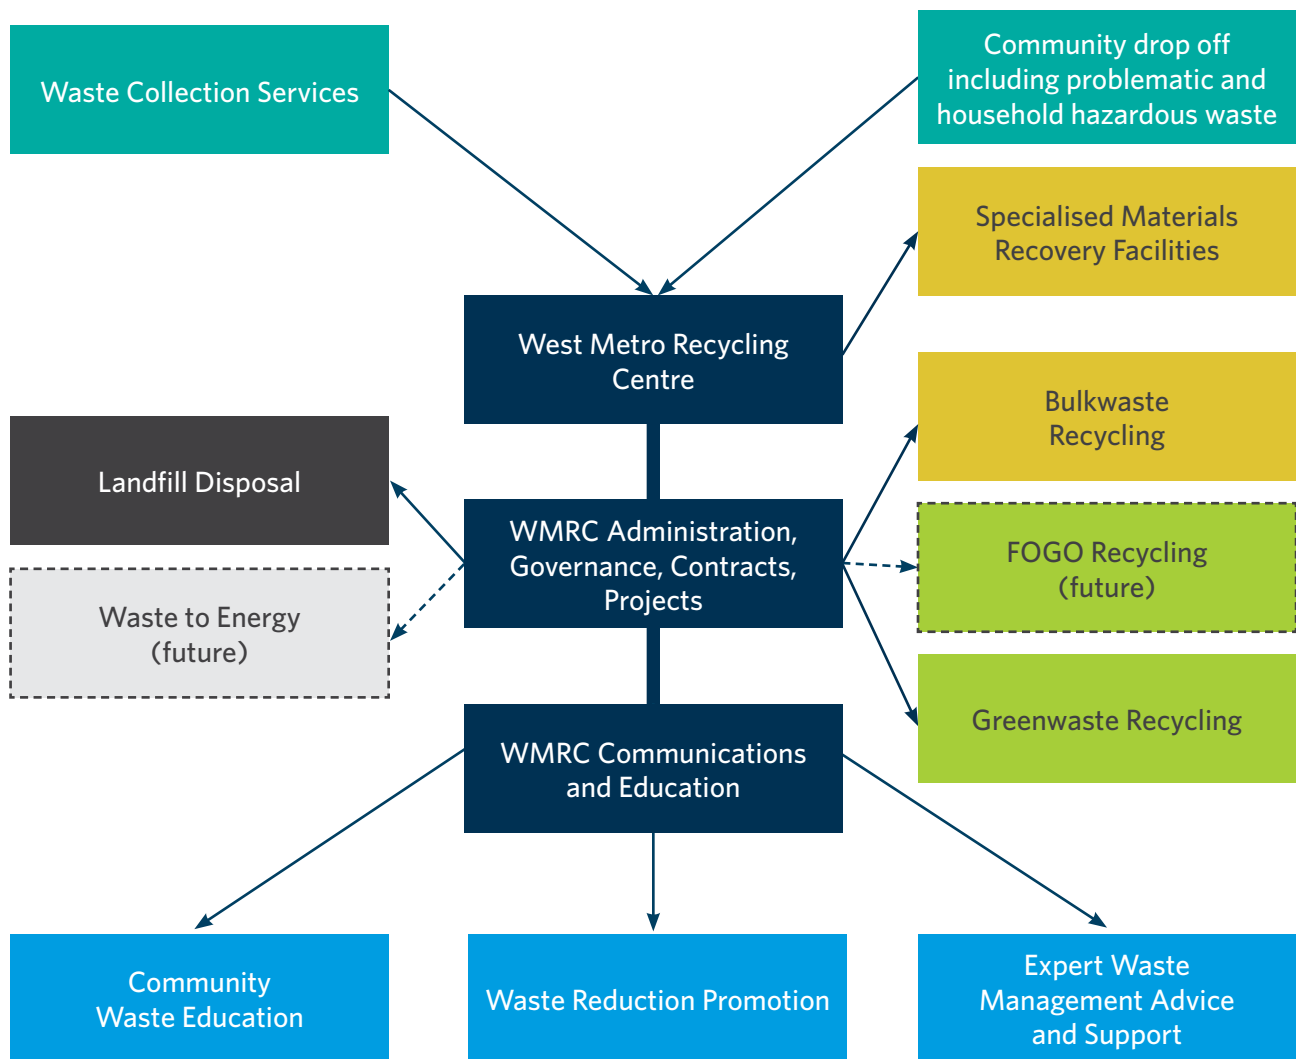 Waste Collection Services
Community drop off
including problematic and
household hazardous waste
Specialised Materials
Recovery Facilities
West Metro Recycling
Centre
Bulkwaste
Recycling
Landfill Disposal
WMRC Administration,
Governance, Contracts,
Projects
FOGO Recycling
(future)
Waste to Energy
(future)
Greenwaste Recycling
WMRC Communications
and Education
Community
Waste Education
Waste Reduction Promotion
Expert Waste
Management Advice
and Support